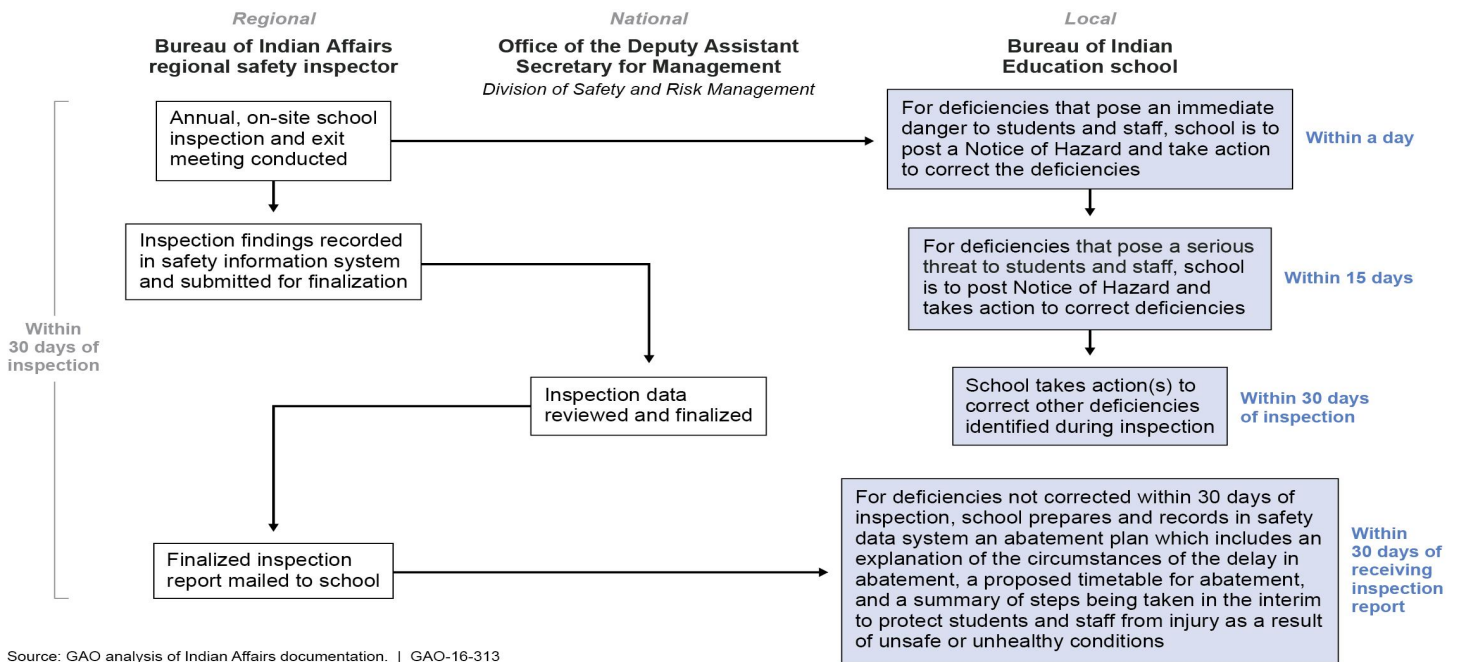 Regional
National
Local
Bureau of Indian Affairs
regional safety inspector
Office of the Deputy Assistant
Secretary for Management
Division of Safety and Risk Management
Bureau of Indian
Education school
Within
30 days of
inspection
Annual, on-site school
inspection and exit
meeting conducted
For deficiencies that pose an immediate
danger to students and staff, school is to
post a Notice of Hazard and take action
to correct the deficiencies
Within a day
Inspection findings recorded
in safety information system
and submitted for finalization
For deficiencies that pose a serious
threat to students and staff, school
is to post Notice of Hazard and
takes action to correct deficiencies
Within 15 days
Inspection data
reviewed and finalized
School takes action(s) to
correct other deficiencies
identified during inspection
Within 30 days
of inspection
Finalized inspection
report mailed to school
For deficiencies not corrected within 30 days of
inspection, school prepares and records in safety
data system an abatement plan which includes an
explanation of the circumstances of the delay in
abatement, a proposed timetable for abatement,
and a summary of steps being taken in the interim
to protect students and staff from injury as a result
of unsafe or unhealthy conditions
Within
30 days of
receiving
inspection
report
Source: GAO analysis of Indian Affairs documentation. | GAO-16-313